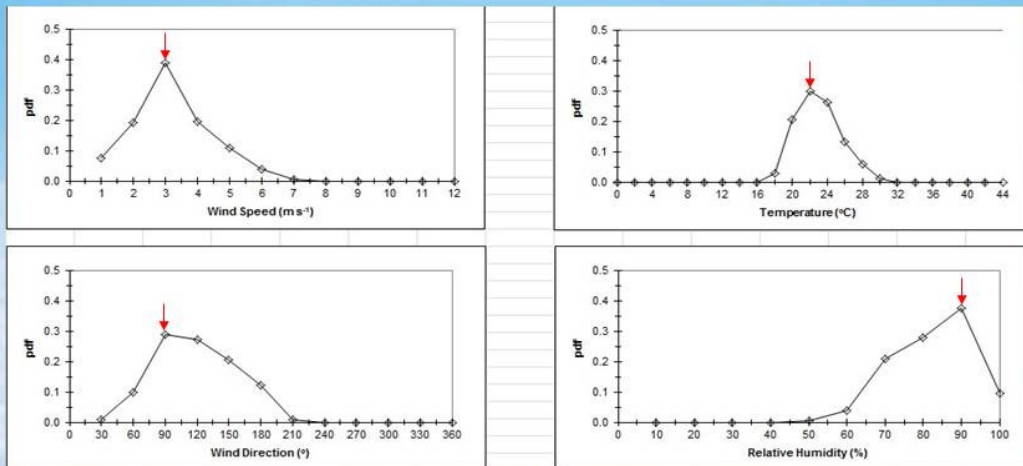 0.5
0.4
0.3
0.2
0.1
0.0
pdf
0 1 2 3 4 5 6 7 8 9 10 11 12
Wind Speed (m s⁻¹)
0.5
0.4
0.3
0.2
0.1
0.0
pdf
0 4 8 12 16 20 24 28 32 36 40 44
Temperature (ºC)
0.5
0.4
0.3
0.2
0.1
0.0
pdf
0 30 60 90 120 150 180 210 240 270 300 330 360
Wind Direction (º)
0.5
0.4
0.3
0.2
0.1
0.0
pdf
0 10 20 30 40 50 60 70 80 90 100
Relative Humidity (%)